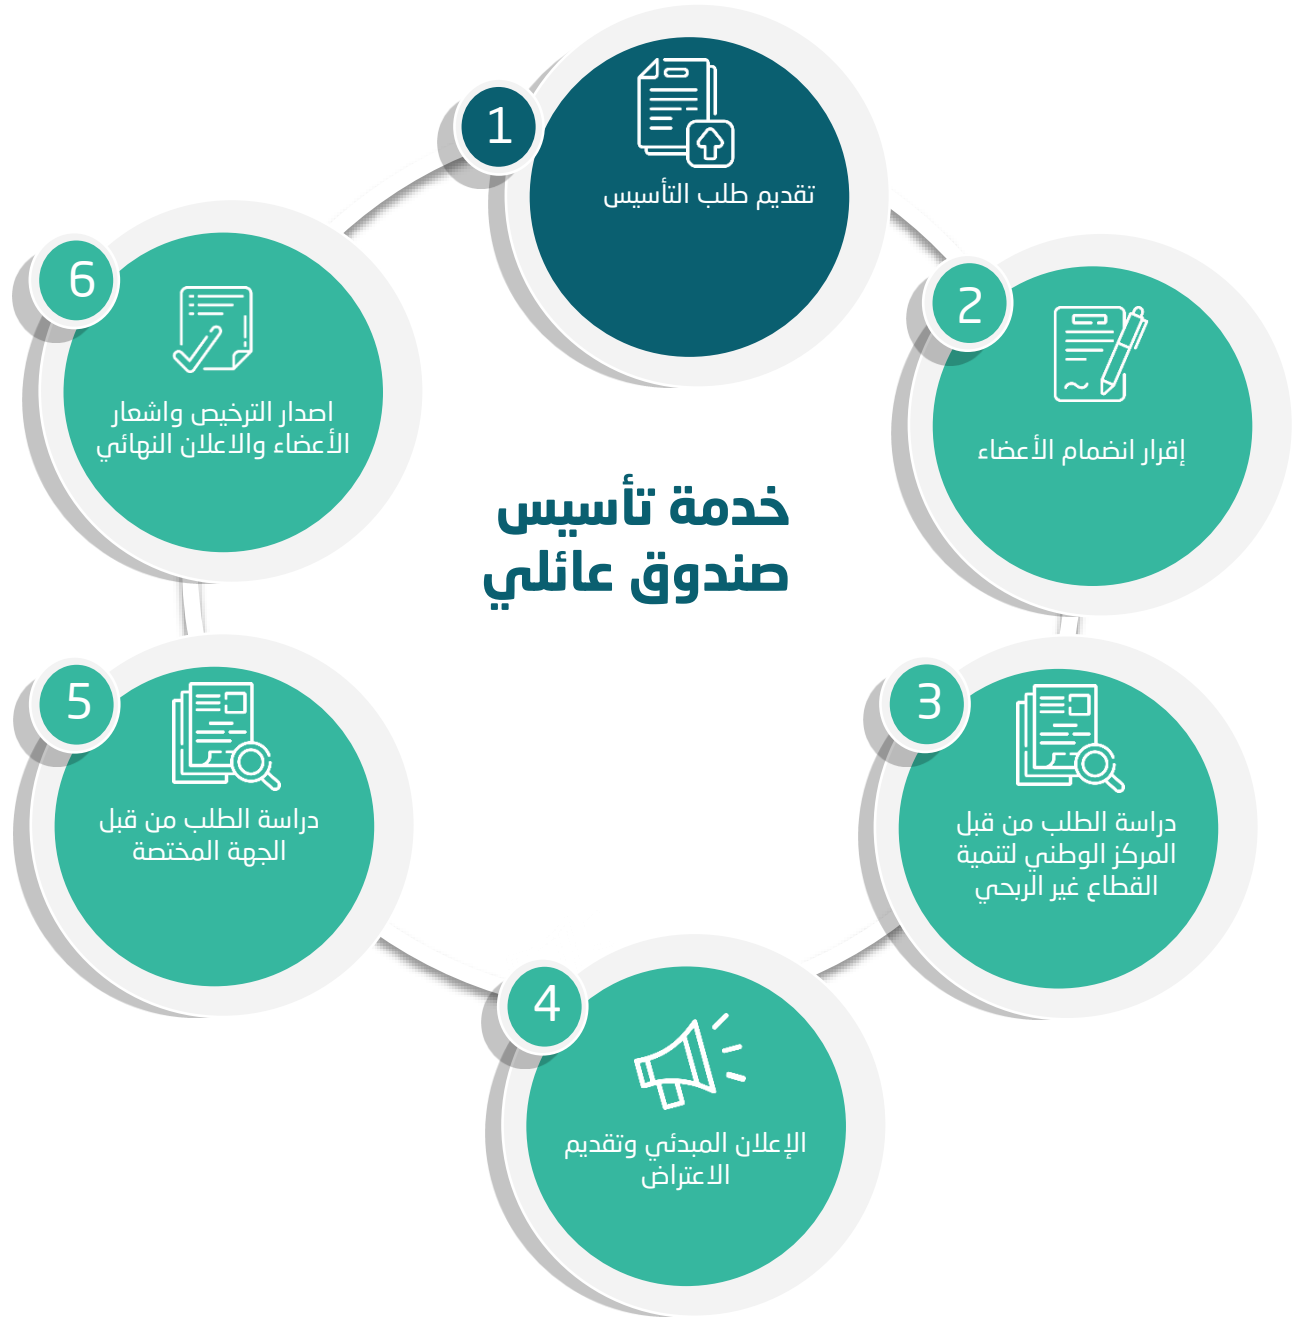 خدمة تأسيس
صندوق عائلي
1
تقديم طلب التأسيس
2
إقرار انضمام الأعضاء
3
دراسة الطلب من قبل
المركز الوطني لتنمية
القطاع غير الربحي
4
الإعلان المبدئي وتقديم
الاعتراض
5
دراسة الطلب من قبل
الجهة المختصة
6
اصدار الترخيص واشعار
الأعضاء والاعلان النهائي